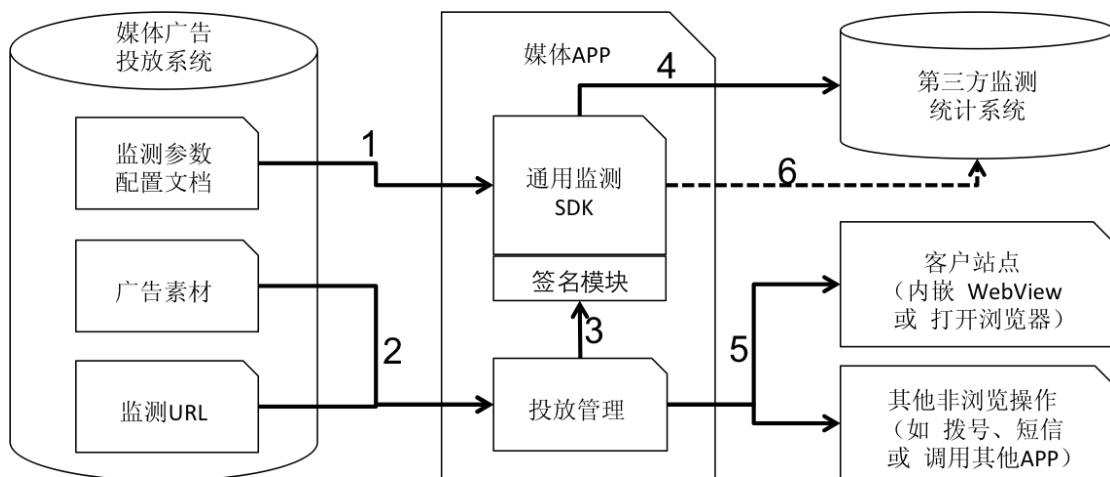 媒体广告
投放系统
监测参数
配置文档
广告素材
监测URL
1
2
媒体APP
通用监测
SDK
签名模块
3
投放管理
4
6
5
第三方监测
统计系统
客户站点
（内嵌 WebView
或 打开浏览器）
其他非浏览操作
（如 拨号、短信
或 调用其他APP）